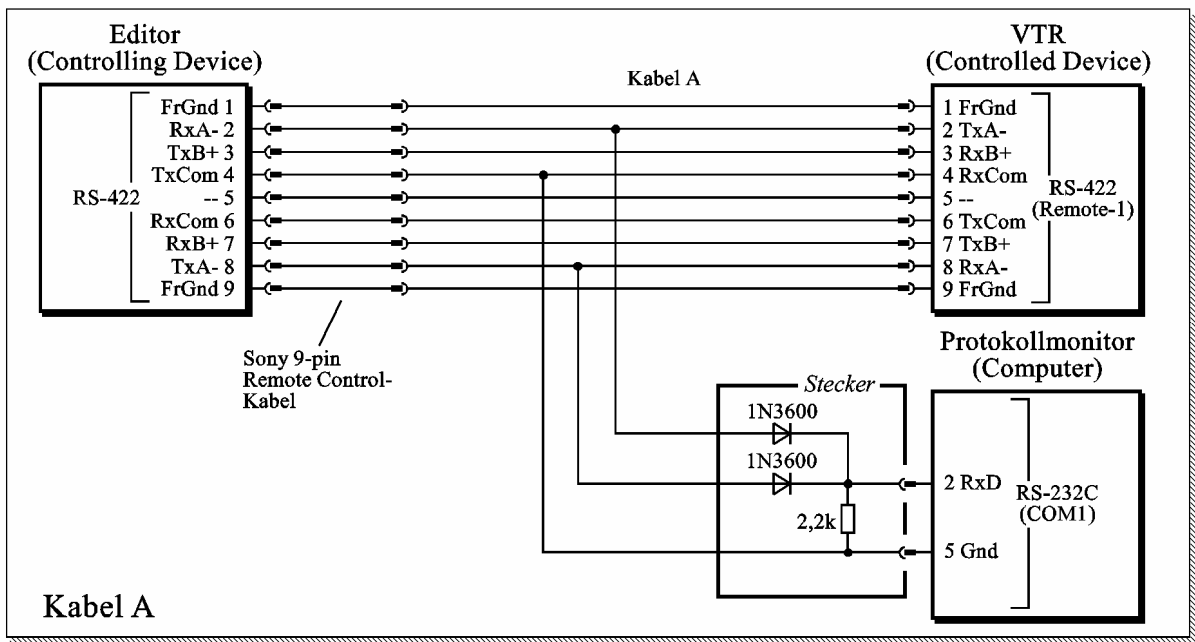 Editor
(Controlling Device)
VTR
(Controlled Device)
Kabel A
FrGnd 1
RxA- 2
TxB+ 3
TxCom 4
-- 5
RxCom 6
RxB+ 7
TxA- 8
FrGnd 9
RS-422
1 FrGnd
2 TxA-
3 RxB+
4 RxCom
5 --
6 TxCom
7 TxB+
8 RxA-
9 FrGnd
RS-422
(Remote-1)
Sony 9-pin
Remote Control-
Kabel
Protokollmonitor
(Computer)
Stecker
1N3600
1N3600
2,2k
2 RxD
5 Gnd
RS-232C
(COM1)
Kabel A